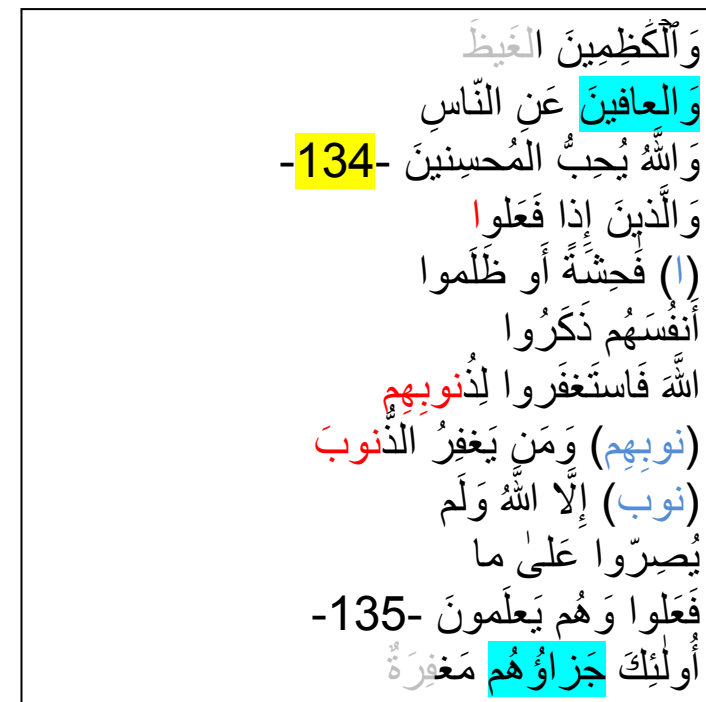 وَٱلۡكَٰظِمِينَ الغَيظَ
وَالعافينَ عَنِ النّاسِ
وَاللَّهُ يُحِبُّ المُحسِنينَ -134-
وَالَّذينَ إِذا فَعَلوا
(ا) فَٰحِشَةً أَو ظَلَموا
أَنفُسَهُم ذَكَرُوا
اللَّهَ فَاستَغفَروا لِذُنوبِهِم
(نوبِهِم) وَمَن يَغفِرُ الذُّنوبَ
(نوب) إِلَّا اللَّهُ وَلَم
يُصِرّوا عَلىٰ ما
فَعَلوا وَهُم يَعلَمونَ -135-
أُولٰئِكَ جَزاؤُهُم مَغفِرَةٌ